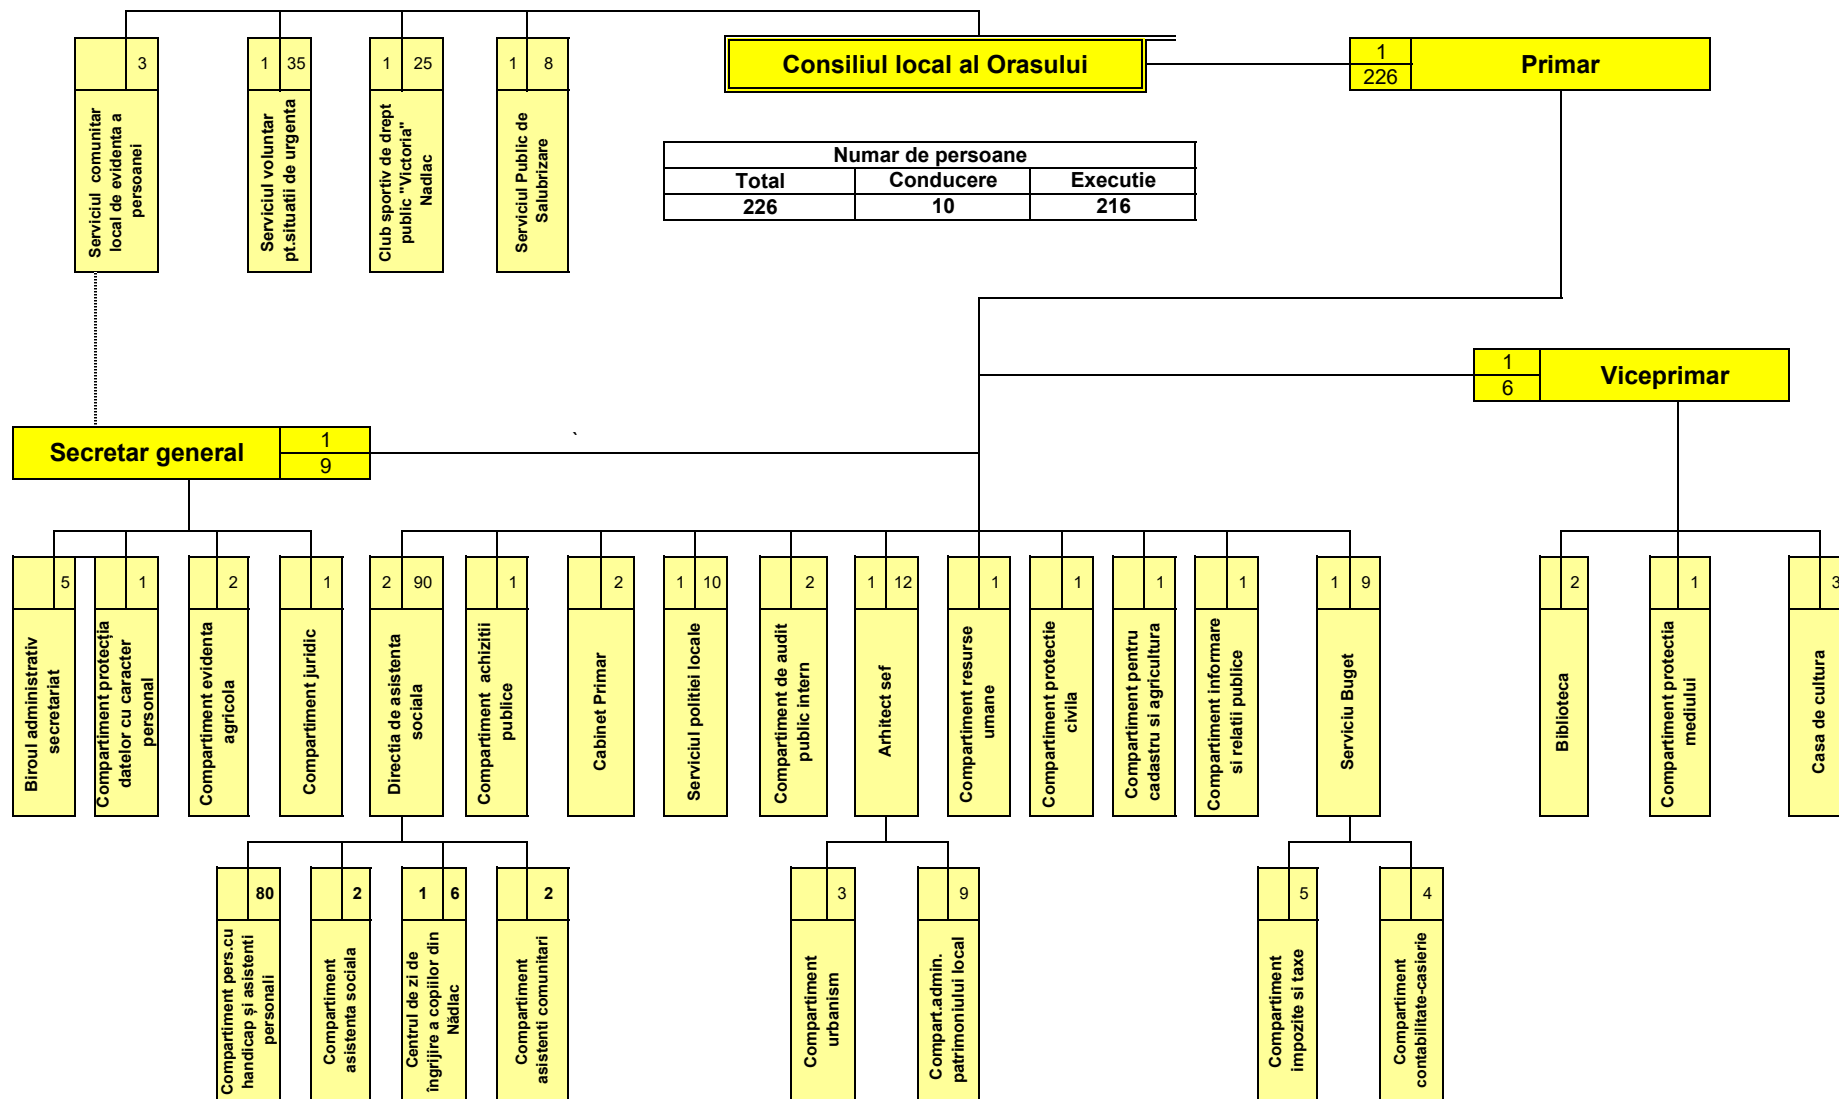 3
1 35
1 25
1 8
Serviciul comunitar
local de evidenta a
persoanei
Serviciul voluntar
pt.situatii de urgenta
Club sportiv de drept
public "Victoria"
Nadlac
Serviciul Public de
Salubrizare
Consiliul local al Orasului
1
226
Primar
Numar de persoane
Total Conducere Executie
226 10 216
1
6
Viceprimar
Secretar general
1
9
`
5
1
2
1
2 90
1
2
1 10
2
1 12
1
1
1
1
1 9
2
1
3
Biroul administrativ
secretariat
Compartiment protecția
datelor cu caracter
personal
Compartiment evidenta
agricola
Compartiment juridic
Directia de asistenta
sociala
Compartiment achizitii
publice
Cabinet Primar
Serviciul politiei locale
Compartiment de audit
public intern
Arhitect sef
Compartiment resurse
umane
Compartiment protectie
civila
Compartiment pentru
cadastru si agricultura
Compartiment informare
si relatii publice
Serviciu Buget
Biblioteca
Compartiment protectia
mediului
Casa de cultura
80
2
1 6
2
3
9
5
4
Compartiment pers.cu
handicap și asistenti
personali
Compartiment
asistenta sociala
Centrul de zi de
îngrijire a copiilor din
Nădlac
Compartiment
asistenti comunitari
Compartiment
urbanism
Compart.admin.
patrimoniului local
Compartiment
impozite si taxe
Compartiment
contabilitate-casierie